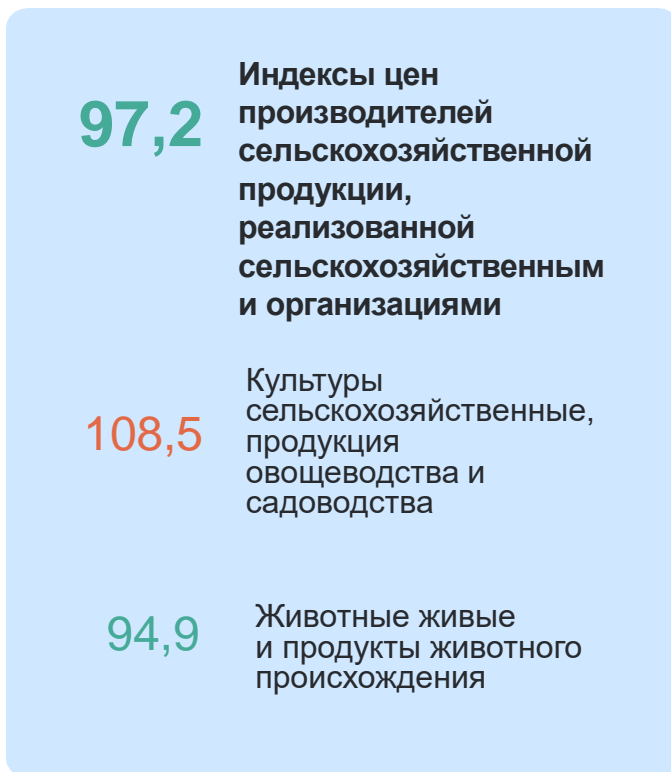 97,2
Индексы цен
производителей
сельскохозяйственной
продукции,
реализованной
сельскохозяйственным
и организациями
108,5
Культуры
сельскохозяйственные,
продукция
овощеводства и
садоводства
94,9
Животные живые
и продукты животного
происхождения